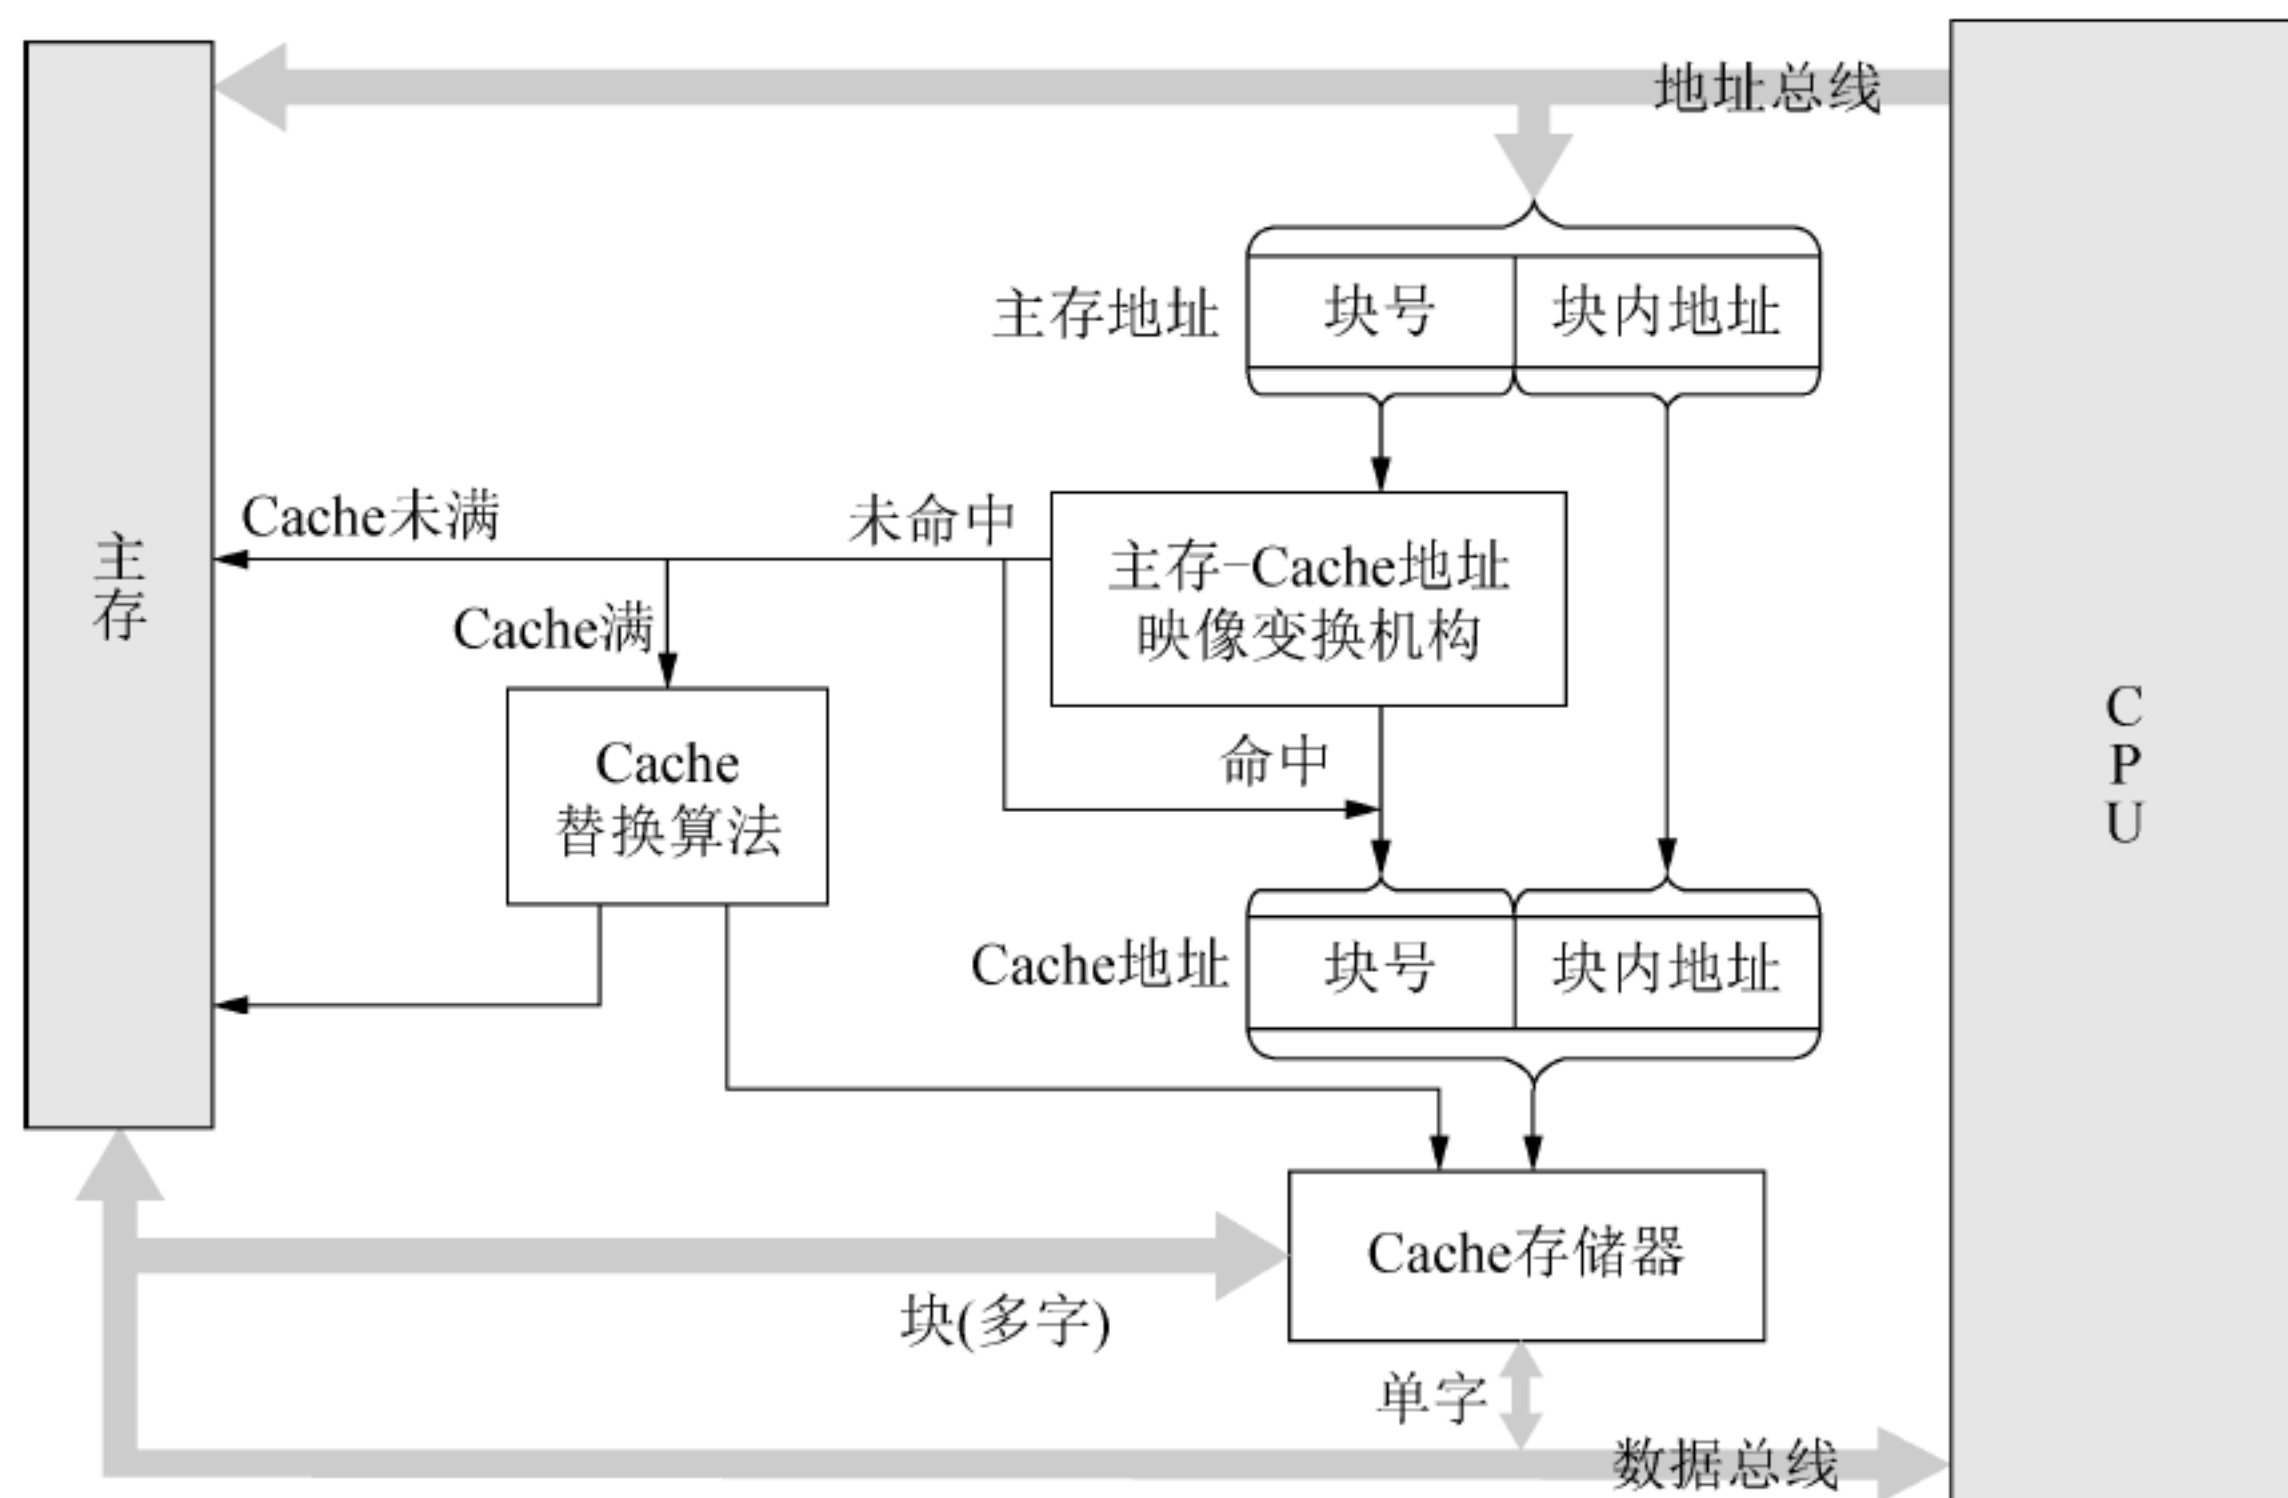 地址总线
主存地址
块号
块内地址
Cache未满
未命中
主存-Cache地址
映像变换机构
主存
Cache满
CPU
Cache
替换算法
命中
Cache地址
块号
块内地址
Cache存储器
块(多字)
单字
数据总线